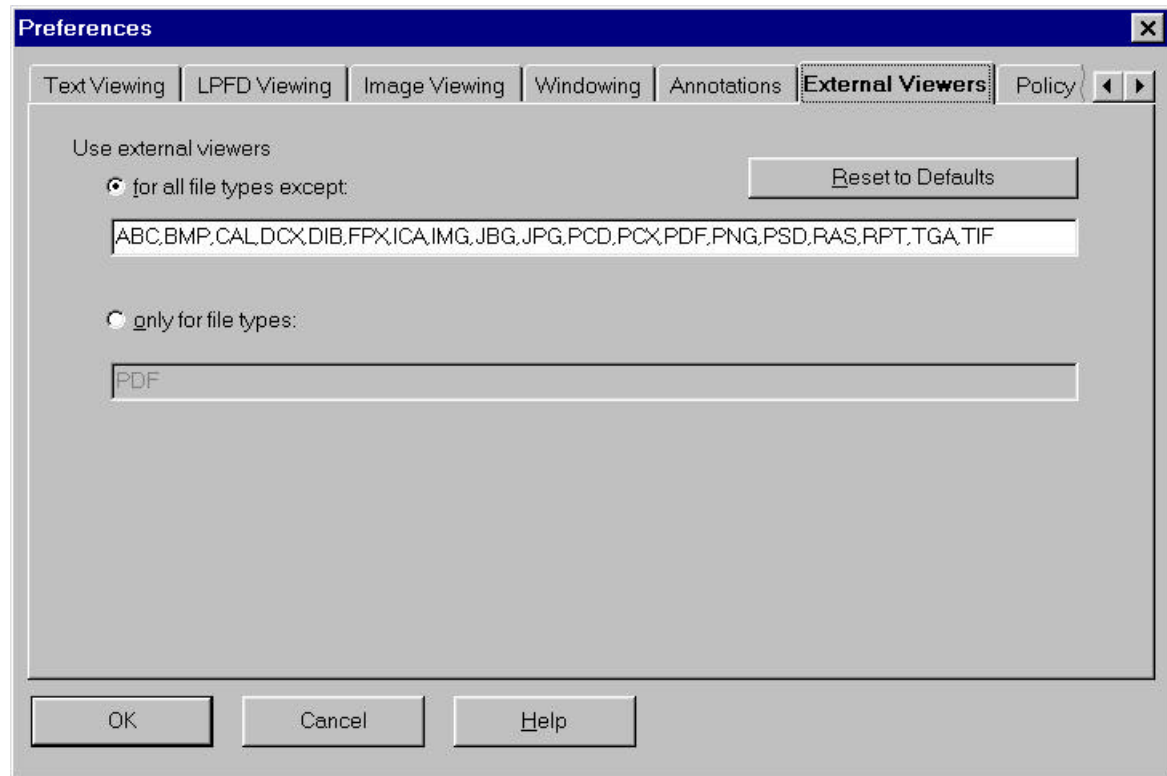 Preferences
Text Viewing LPFD Viewing Image Viewing Windowing Annotations External Viewers Policy
Use external viewers
Reset to Defaults
for all file types except:
ABC,BMP,CAL,DCX,DIB,FPX,ICA,IMG,JBG,JPG,PCD,PCX,PDF,PNG,PSD,RAS,RPT,TGA,TIF
only for file types:
PDF
OK Cancel Help